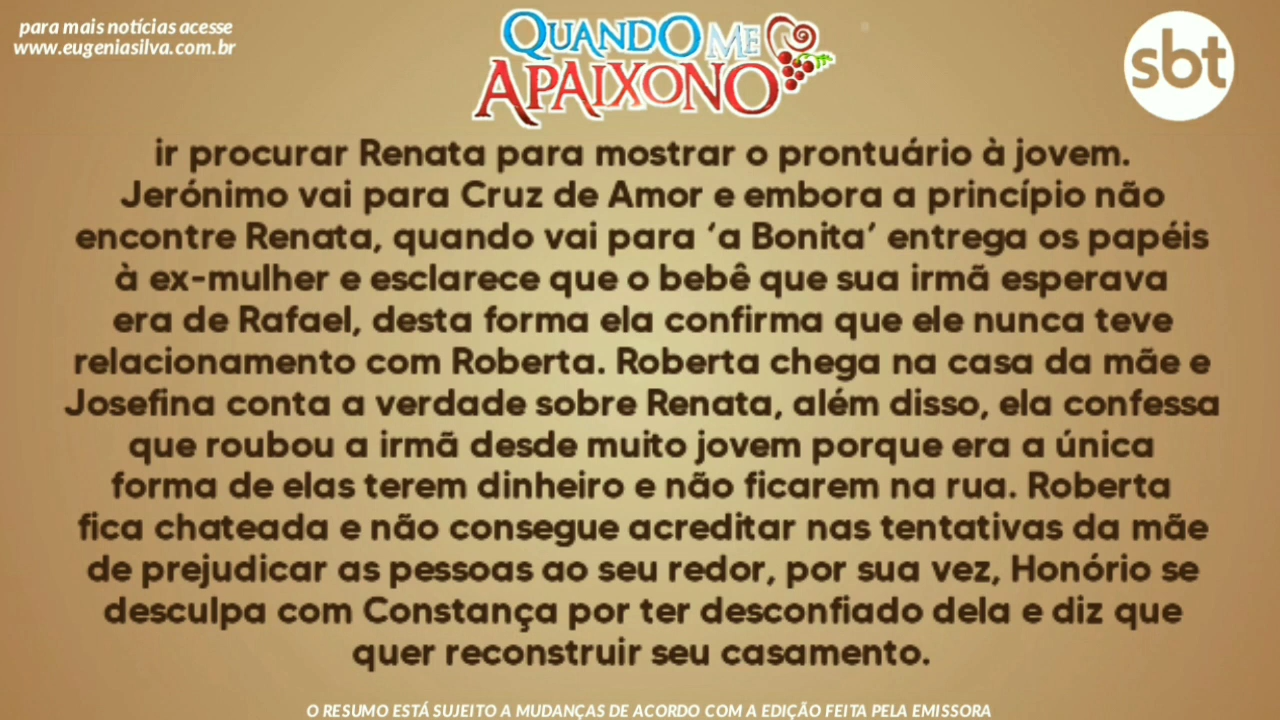 para mais notícias acesse
www.eugeniasilva.com.br
QUANDO ME
APAIXONO
sbt
ir procurar Renata para mostrar o prontuário à jovem.
Jerónimo vai para Cruz de Amor e embora a princípio não
encontre Renata, quando vai para ‘a Bonita’ entrega os papéis
à ex-mulher e esclarece que o bebê que sua irmã esperava
era de Rafael, desta forma ela confirma que ele nunca teve
relacionamento com Roberta. Roberta chega na casa da mãe e
Josefina conta a verdade sobre Renata, além disso, ela confessa
que roubou a irmã desde muito jovem porque era a única
forma de elas terem dinheiro e não ficarem na rua. Roberta
fica chateada e não consegue acreditar nas tentativas da mãe
de prejudicar as pessoas ao seu redor, por sua vez, Honório se
desculpa com Constança por ter desconfiado dela e diz que
quer reconstruir seu casamento.
O RESUMO ESTÁ SUJEITO A MUDANÇAS DE ACORDO COM A EDIÇÃO FEITA PELA EMISSORA